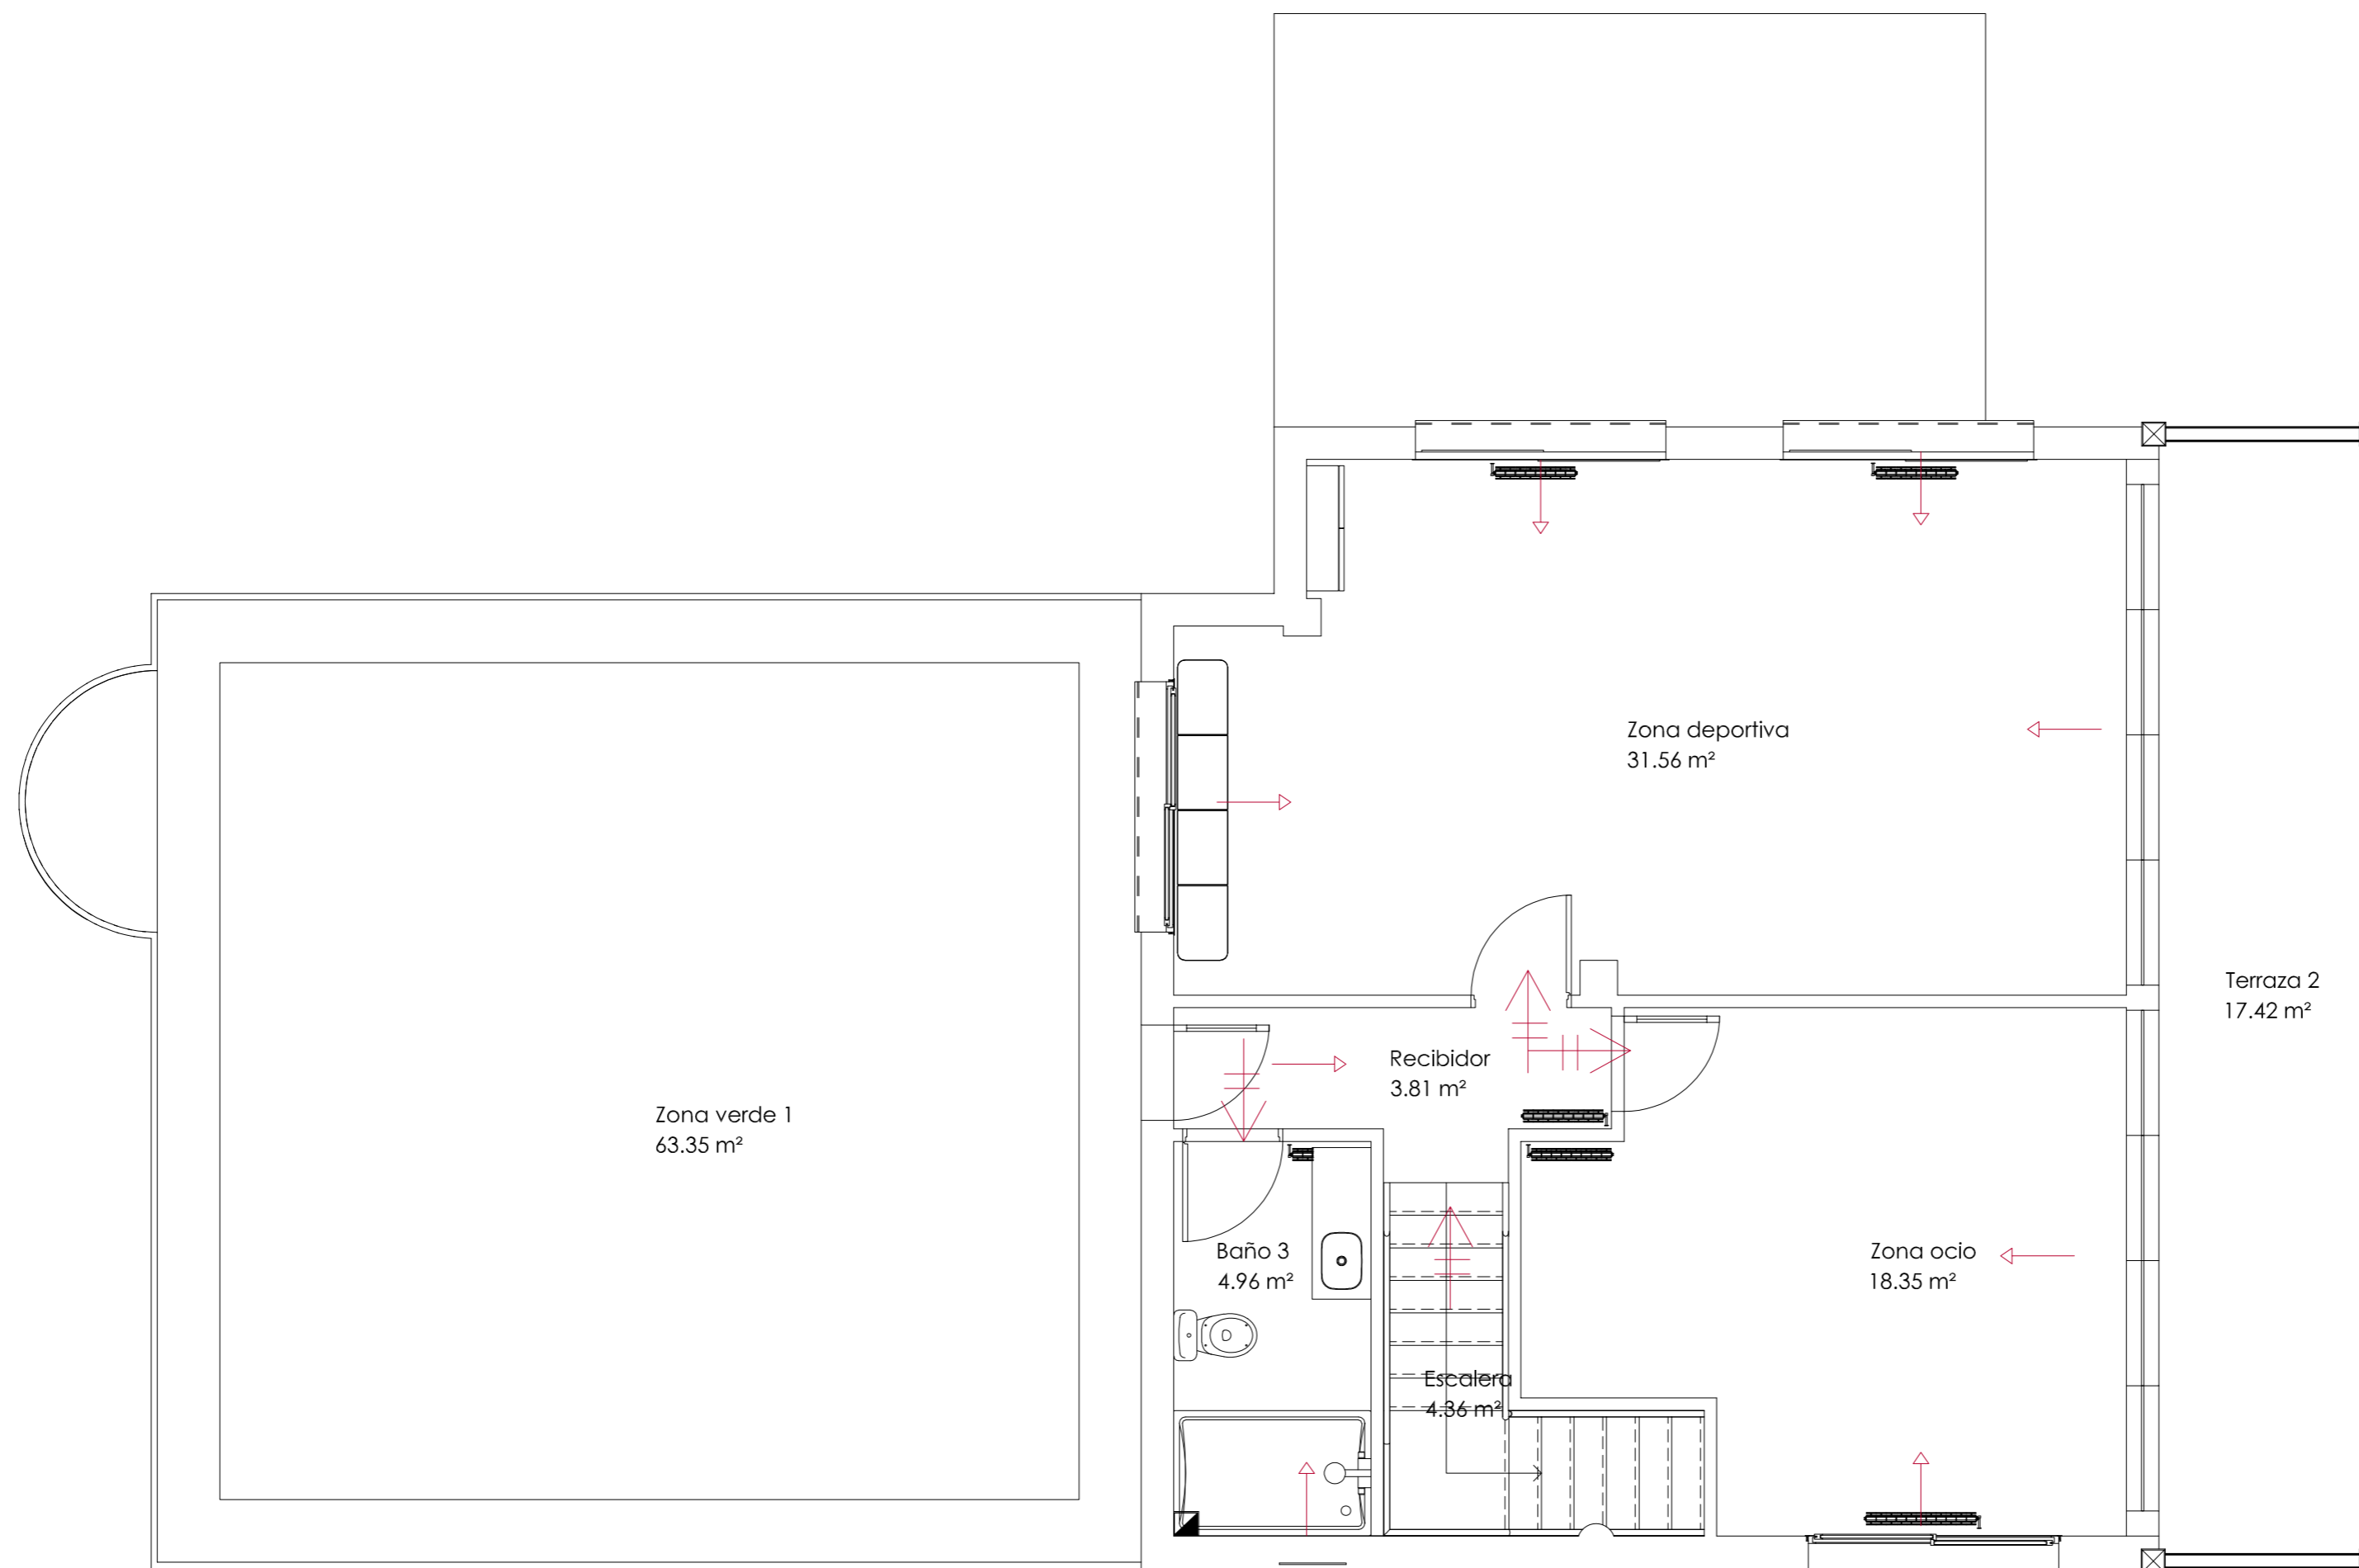 Zona deportiva
31.56 m²
Terraza 2
17.42 m²
Recibidor
3.81 m²
Zona verde 1
63.35 m²
Baño 3
4.96 m²
Zona ocio
18.35 m²
Escalera
4.36 m²